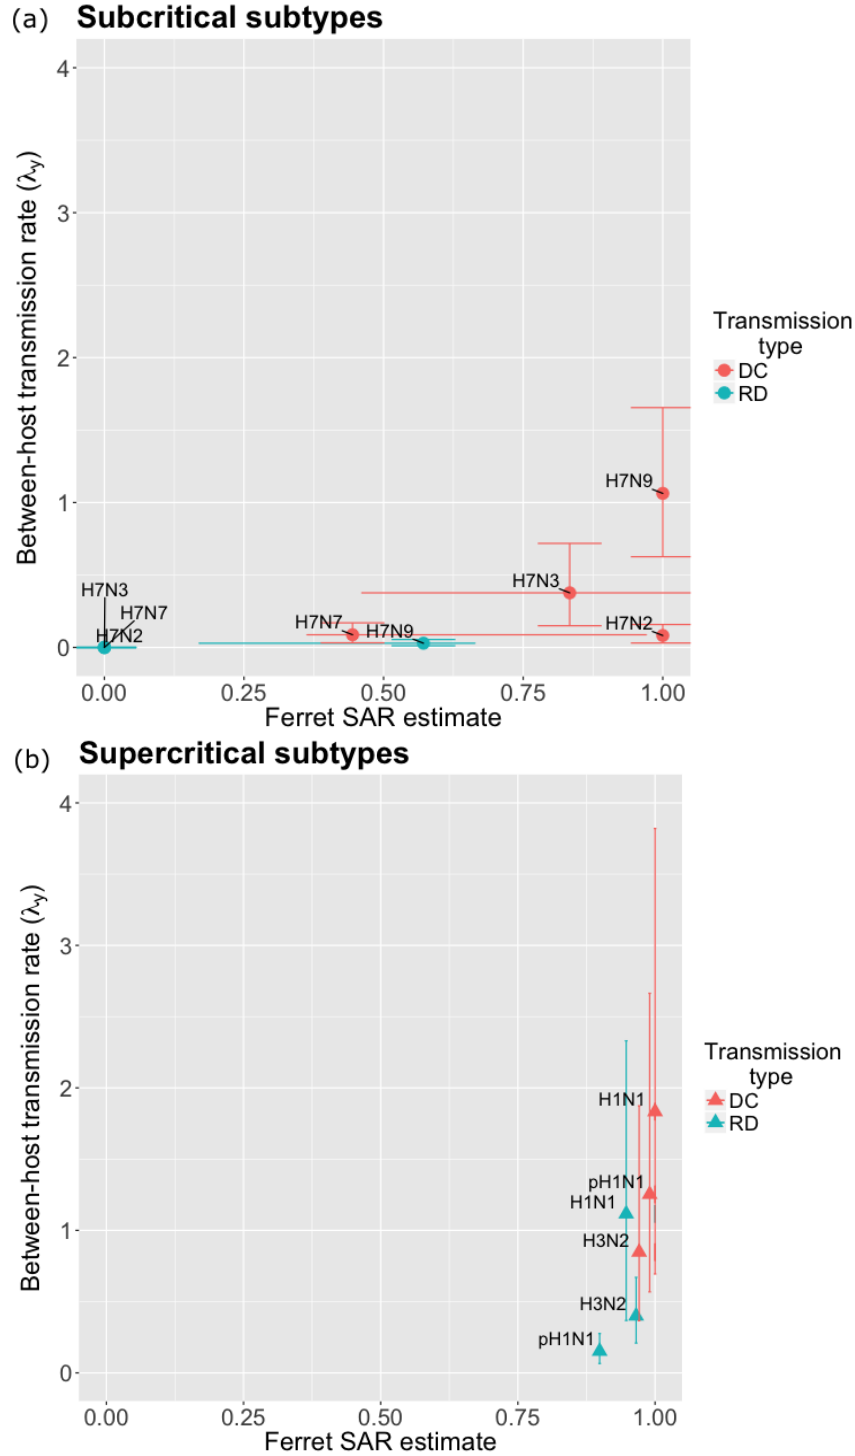 (a) Subcritical subtypes
Between-host transmission rate (λy)
4
3
2
1
0
H7N9
H7N3
H7N2
H7N7
H7N9
H7N3
H7N7
H7N2
0.00 0.25 0.50 0.75 1.00
Ferret SAR estimate
Transmission
type
DC
RD
(b) Supercritical subtypes
Between-host transmission rate (λy)
4
3
2
1
0
H1N1
pH1N1
H1N1
H3N2
H3N2
pH1N1
0.00 0.25 0.50 0.75 1.00
Ferret SAR estimate
Transmission
type
DC
RD